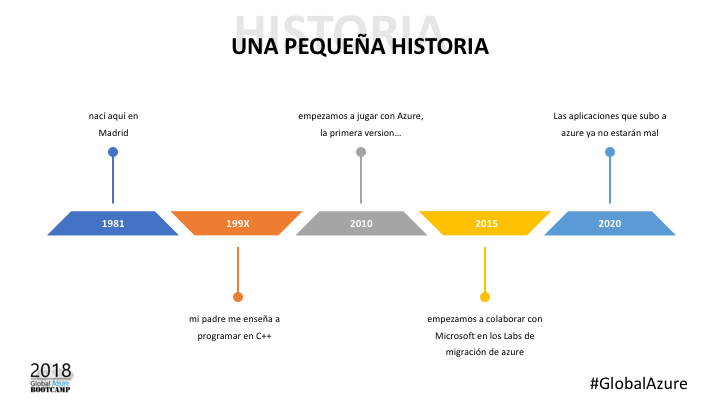 HISTORIA
UNA PEQUEÑA HISTORIA
nací aquí en
Madrid
empezamos a jugar con Azure,
la primera version…
Las aplicaciones que subo a
azure ya no estarán mal
1981
199X
2010
2015
2020
mi padre me enseña a
programar en C++
empezamos a colaborar con
Microsoft en los Labs de
migración de azure
2018
Global Azure
BOOTCAMP
#GlobalAzure